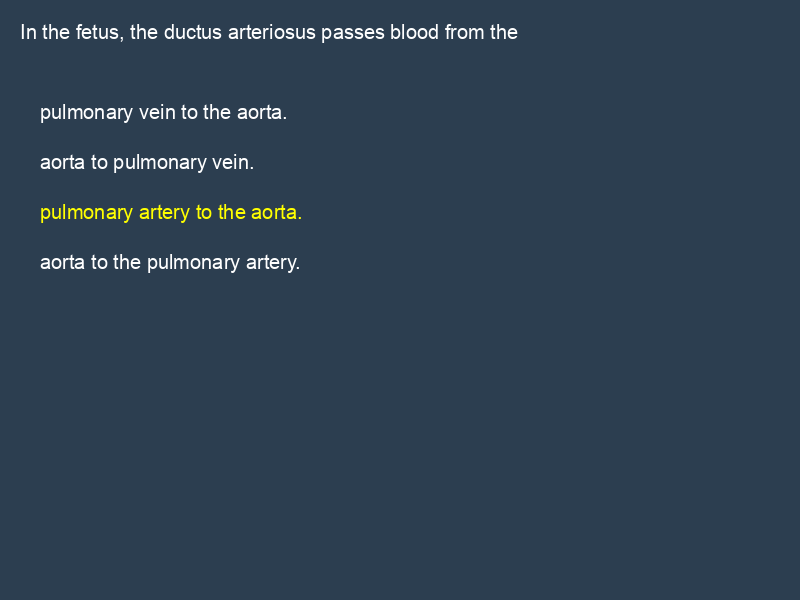 In the fetus, the ductus arteriosus passes blood from the
pulmonary vein to the aorta.
aorta to pulmonary vein.
pulmonary artery to the aorta.
aorta to the pulmonary artery.